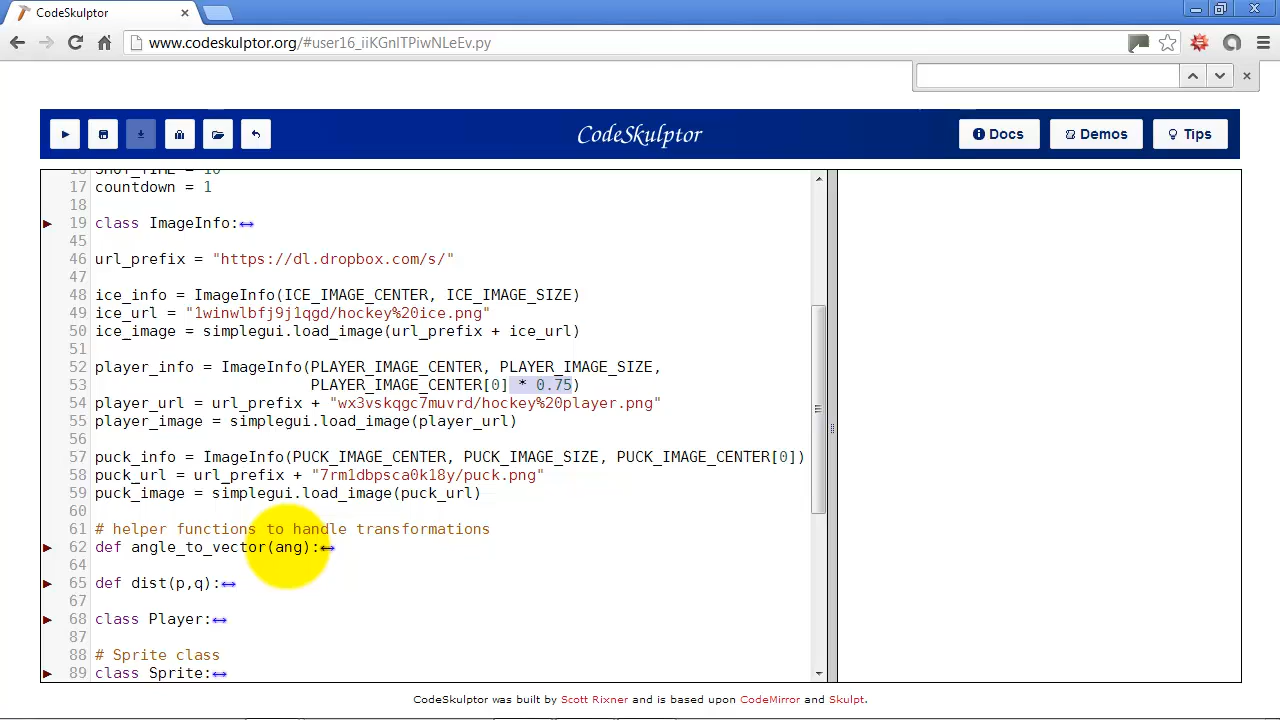 CodeSkulptor
www.codeskulptor.org/#user16_iiKGnlTPiwNLeEv.py
CodeSkulptor
Docs
Demos
Tips
16 SHOT_TIME = 10
17 countdown = 1
18
19 class ImageInfo:
45
46 url_prefix = "https://dl.dropbox.com/s/"
47
48 ice_info = ImageInfo(ICE_IMAGE_CENTER, ICE_IMAGE_SIZE)
49 ice_url = "1winwlbfj9j1qgd/hockey%20ice.png"
50 ice_image = simplegui.load_image(url_prefix + ice_url)
51
52 player_info = ImageInfo(PLAYER_IMAGE_CENTER, PLAYER_IMAGE_SIZE,
53 PLAYER_IMAGE_CENTER[0] * 0.75)
54 player_url = url_prefix + "wx3vskqgc7muvrd/hockey%20player.png"
55 player_image = simplegui.load_image(player_url)
56
57 puck_info = ImageInfo(PUCK_IMAGE_CENTER, PUCK_IMAGE_SIZE, PUCK_IMAGE_CENTER[0])
58 puck_url = url_prefix + "7rm1dbpsca0k18y/puck.png"
59 puck_image = simplegui.load_image(puck_url)
60
61 # helper functions to handle transformations
62 def angle_to_vector(ang):
64
65 def dist(p,q):
67
68 class Player:
87
88 # Sprite class
89 class Sprite:
CodeSkulptor was built by Scott Rixner and is based upon CodeMirror and Skulpt.